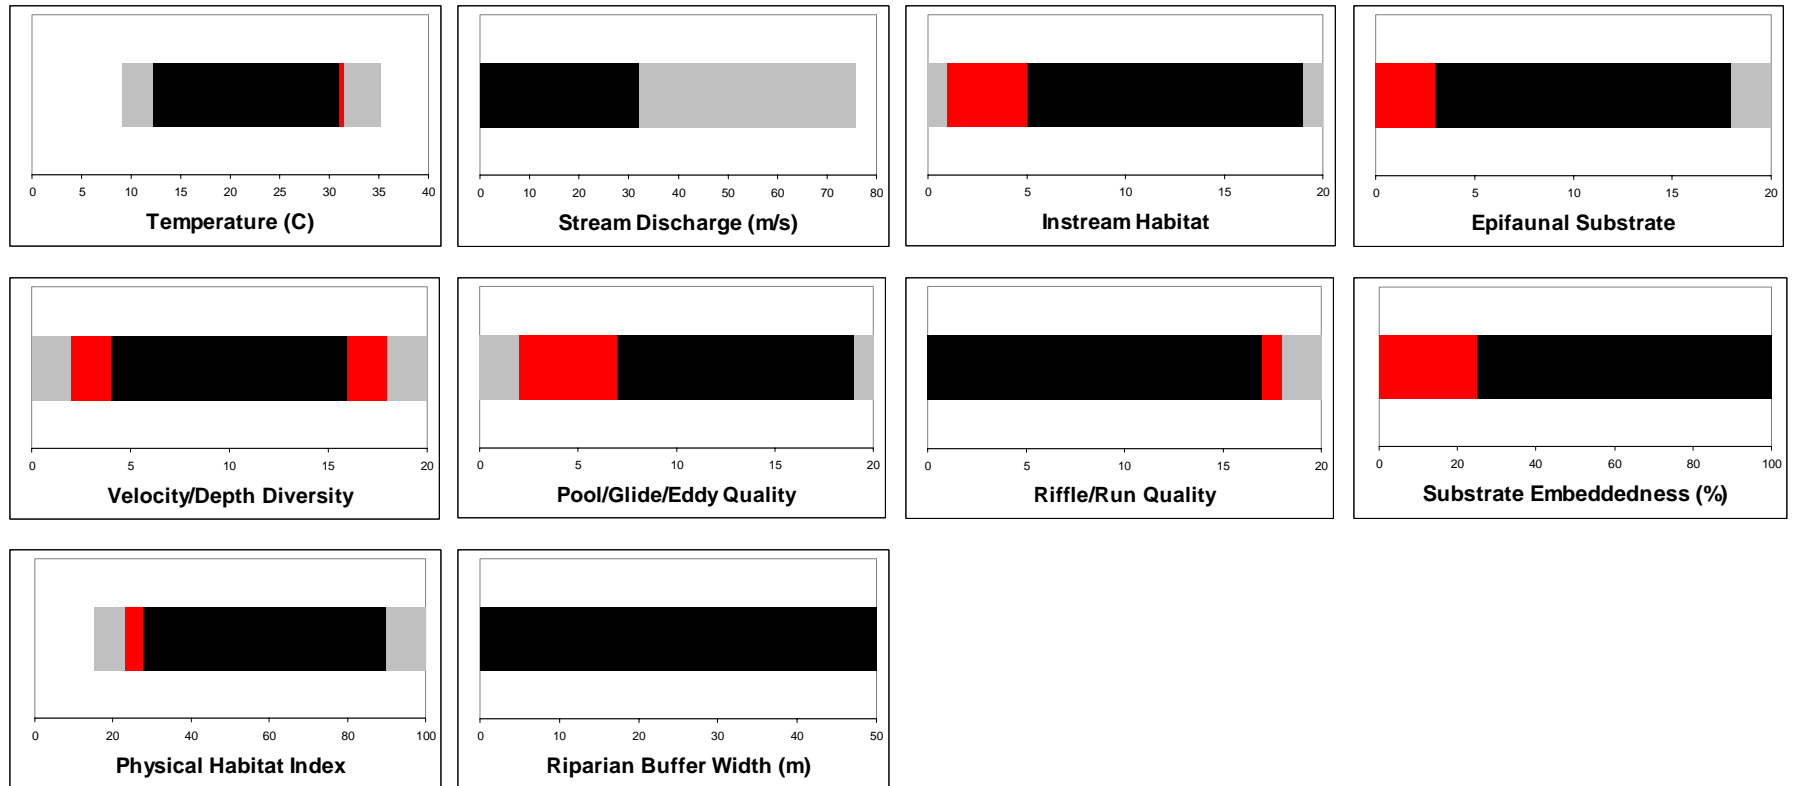 0 5 10 15 20 25 30 35 40
Temperature (C)
0 10 20 30 40 50 60 70 80
Stream Discharge (m/s)
0 5 10 15 20
Instream Habitat
0 5 10 15 20
Epifaunal Substrate
0 5 10 15 20
Velocity/Depth Diversity
0 5 10 15 20
Pool/Glide/Eddy Quality
0 5 10 15 20
Riffle/Run Quality
0 20 40 60 80 100
Substrate Embeddedness (%)
0 20 40 60 80 100
Physical Habitat Index
0 10 20 30 40 50
Riparian Buffer Width (m)